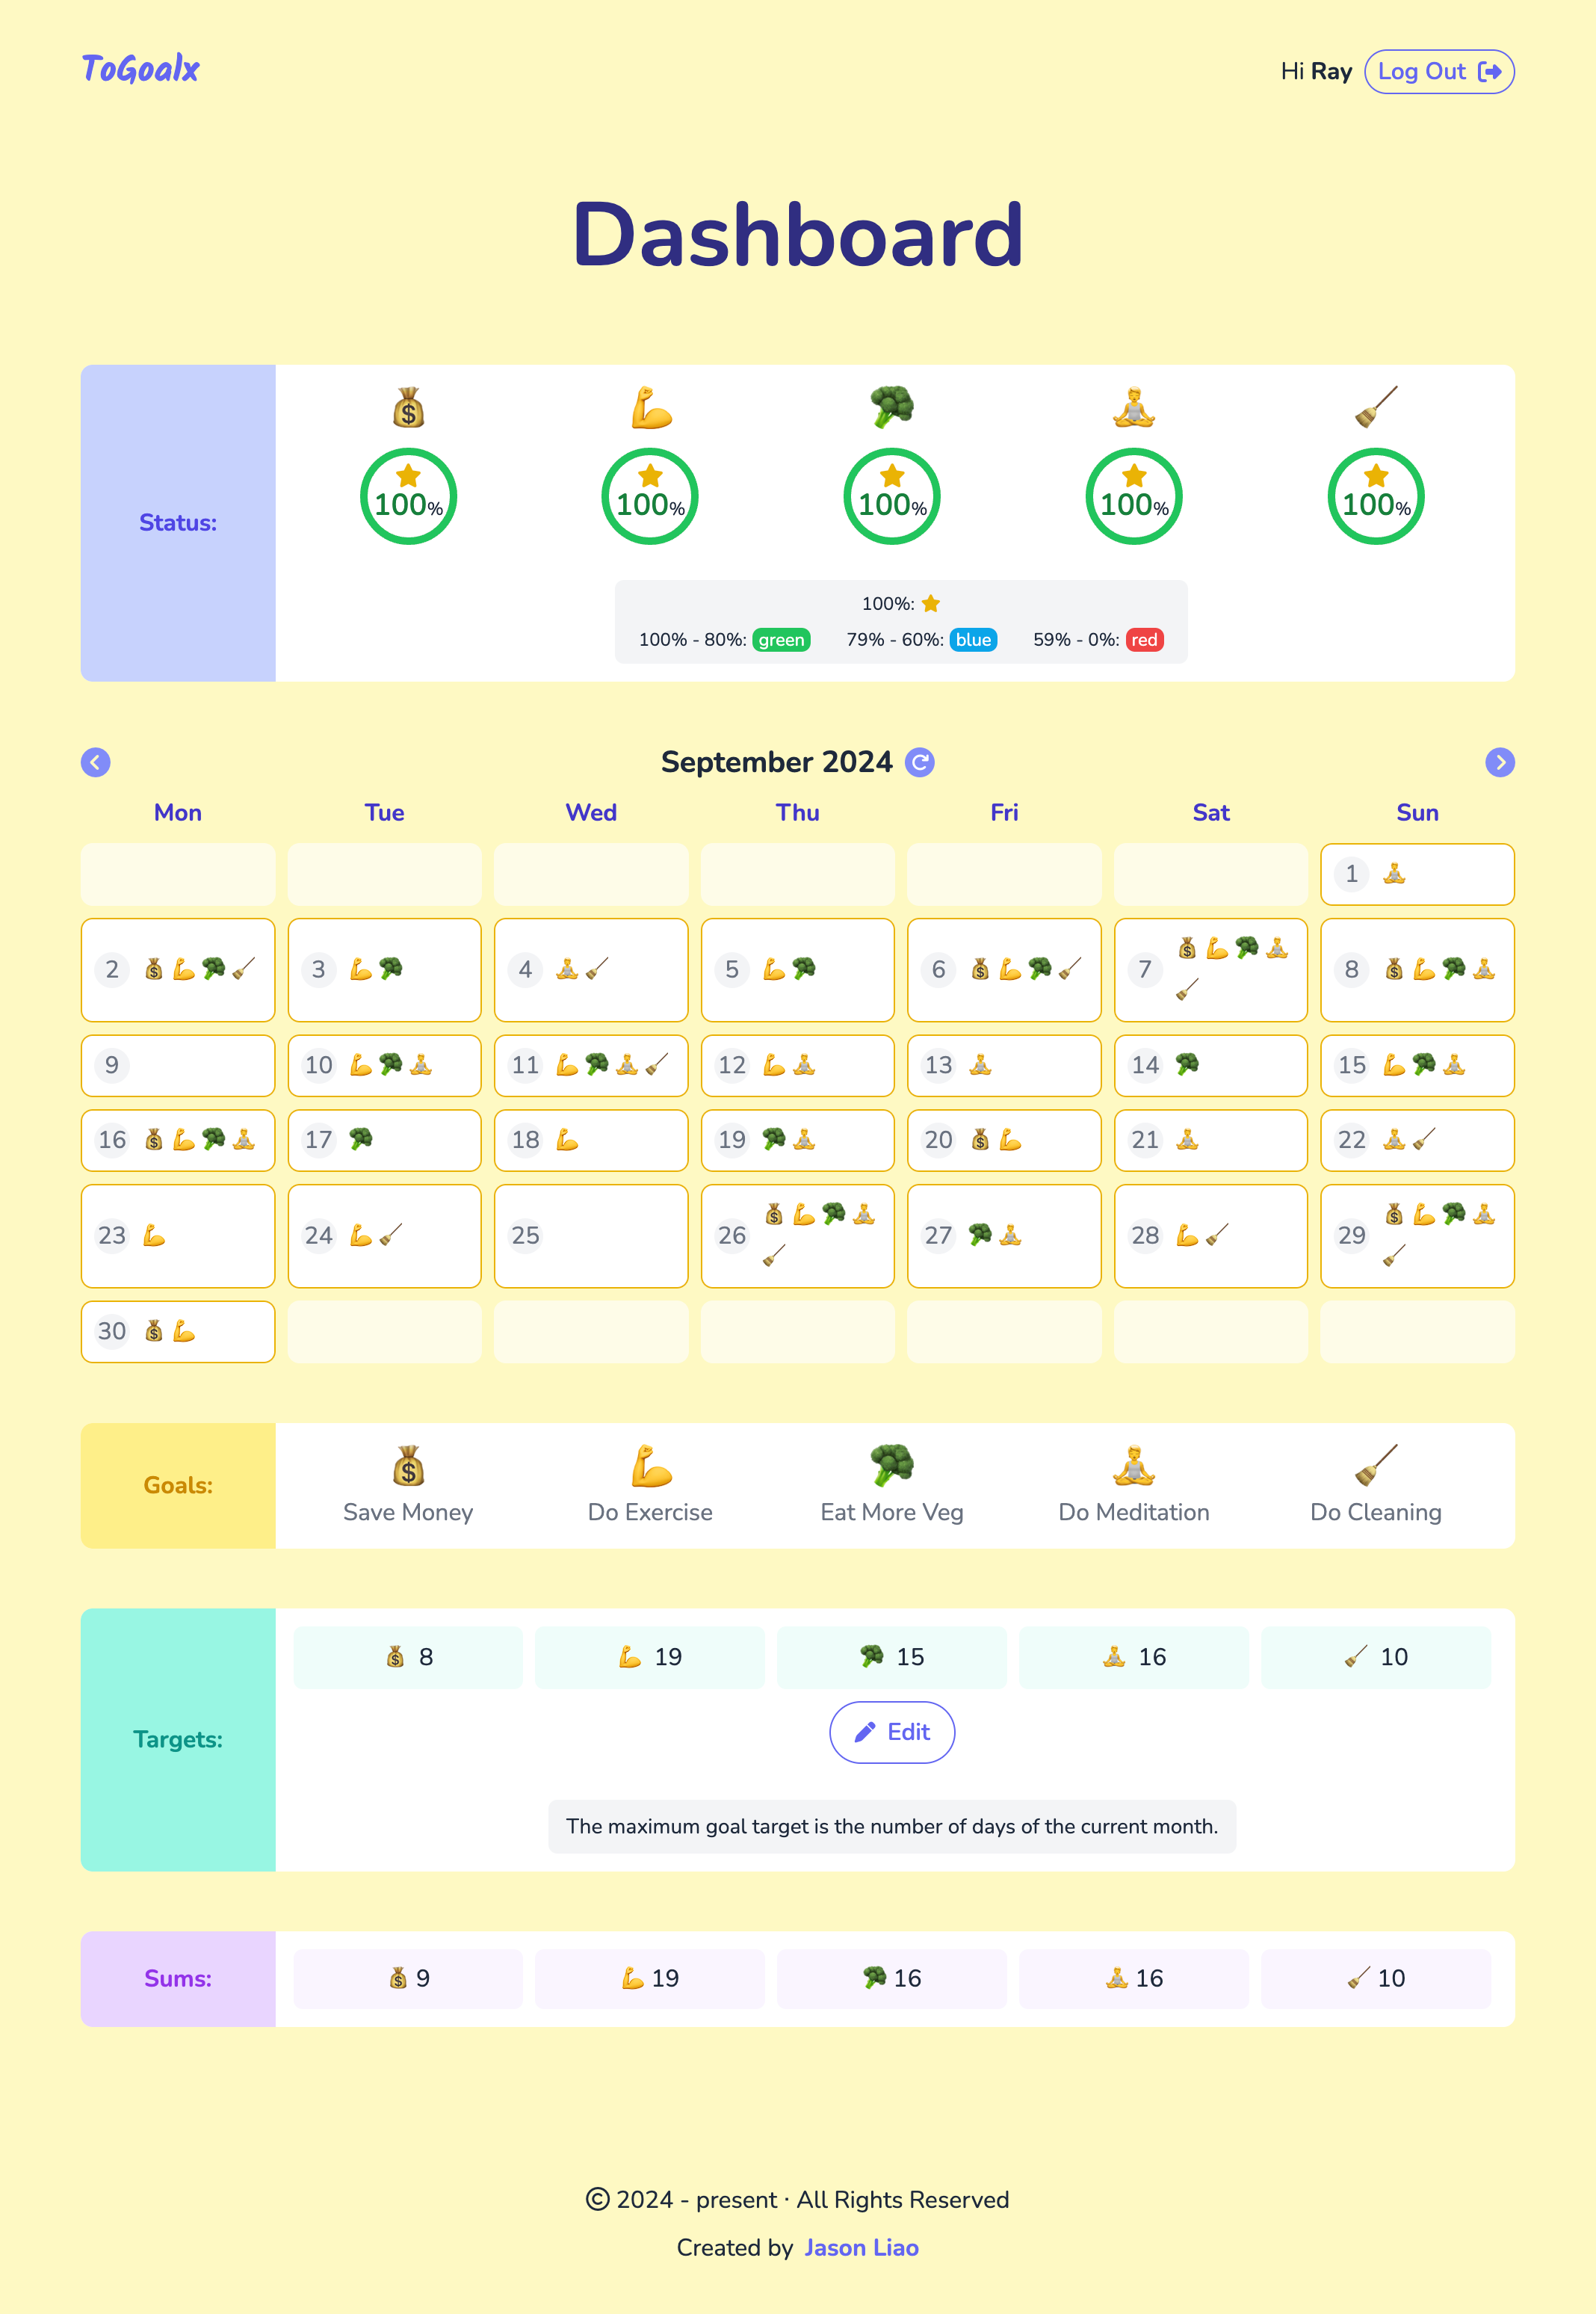 ToGoalx
Hi Ray Log Out
Dashboard
Status:
100% 100% 100% 100% 100%
100%:
100% - 80%: green 79% - 60%: blue 59% - 0%: red
September 2024
Mon Tue Wed Thu Fri Sat Sun
1
2 3 4 5 6 7 8
9 10 11 12 13 14 15
16 17 18 19 20 21 22
23 24 25 26 27 28 29
30
Goals:
Save Money Do Exercise Eat More Veg Do Meditation Do Cleaning
Targets:
8 19 15 16 10
Edit
The maximum goal target is the number of days of the current month.
Sums:
9 19 16 16 10
© 2024 - present · All Rights Reserved
Created by Jason Liao